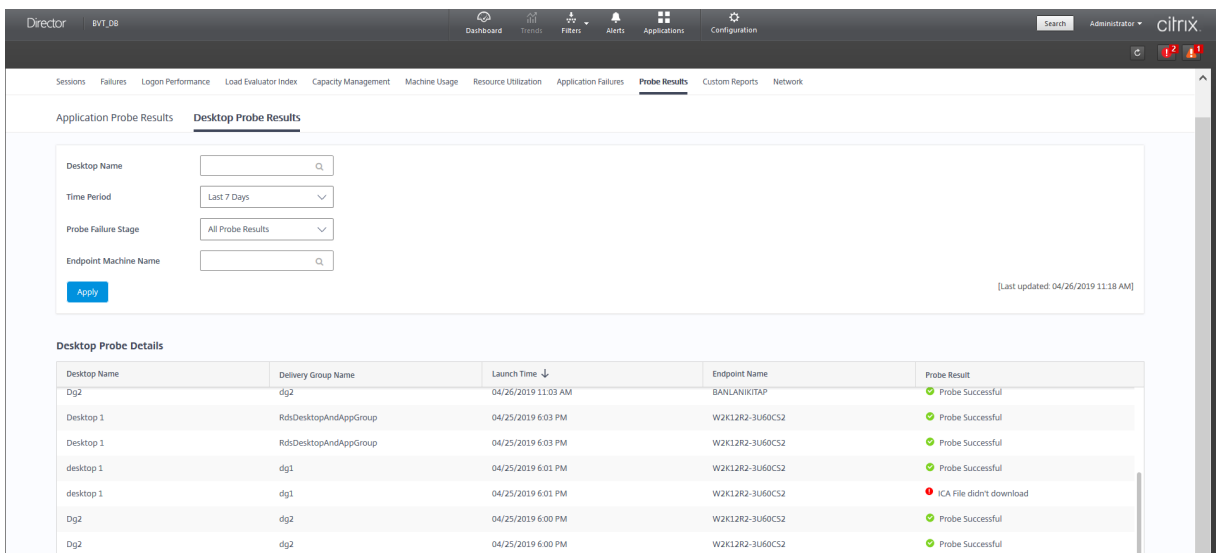 Director BVT_DB Dashboard Trends Filters Alerts Applications Configuration Search Administrator citrix
2 1
Sessions Failures Logon Performance Load Evaluator Index Capacity Management Machine Usage Resource Utilization Application Failures Probe Results Custom Reports Network
Application Probe Results Desktop Probe Results
Desktop Name
Time Period Last 7 Days
Probe Failure Stage All Probe Results
Endpoint Machine Name
Apply [Last updated: 04/26/2019 11:18 AM]
Desktop Probe Details
Desktop Name Delivery Group Name Launch Time Endpoint Name Probe Result
Dg2 dg2 04/26/2019 11:03 AM BANLANIKITAP Probe Successful
Desktop 1 RdsDesktopAndAppGroup 04/25/2019 6:03 PM W2K12R2-3U60CS2 Probe Successful
Desktop 1 RdsDesktopAndAppGroup 04/25/2019 6:03 PM W2K12R2-3U60CS2 Probe Successful
desktop 1 dg1 04/25/2019 6:01 PM W2K12R2-3U60CS2 Probe Successful
desktop 1 dg1 04/25/2019 6:01 PM W2K12R2-3U60CS2 ICA File didn't download
Dg2 dg2 04/25/2019 6:00 PM W2K12R2-3U60CS2 Probe Successful
Dg2 dg2 04/25/2019 6:00 PM W2K12R2-3U60CS2 Probe Successful